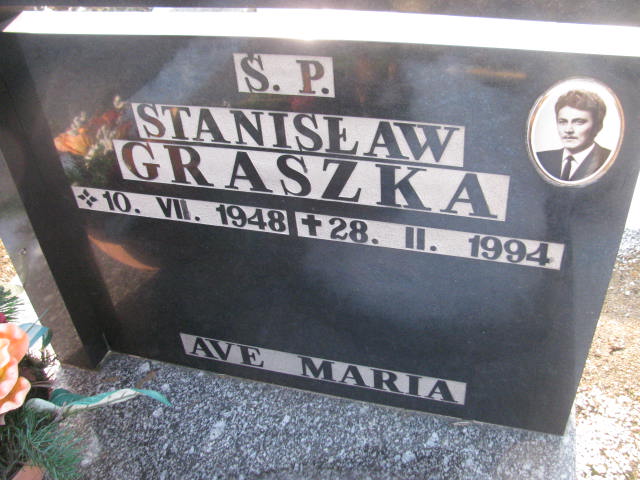 S. P.
STANISŁAW
GRASZKA
10. VII. 1948 ✝ 28. II. 1994
AVE MARIA